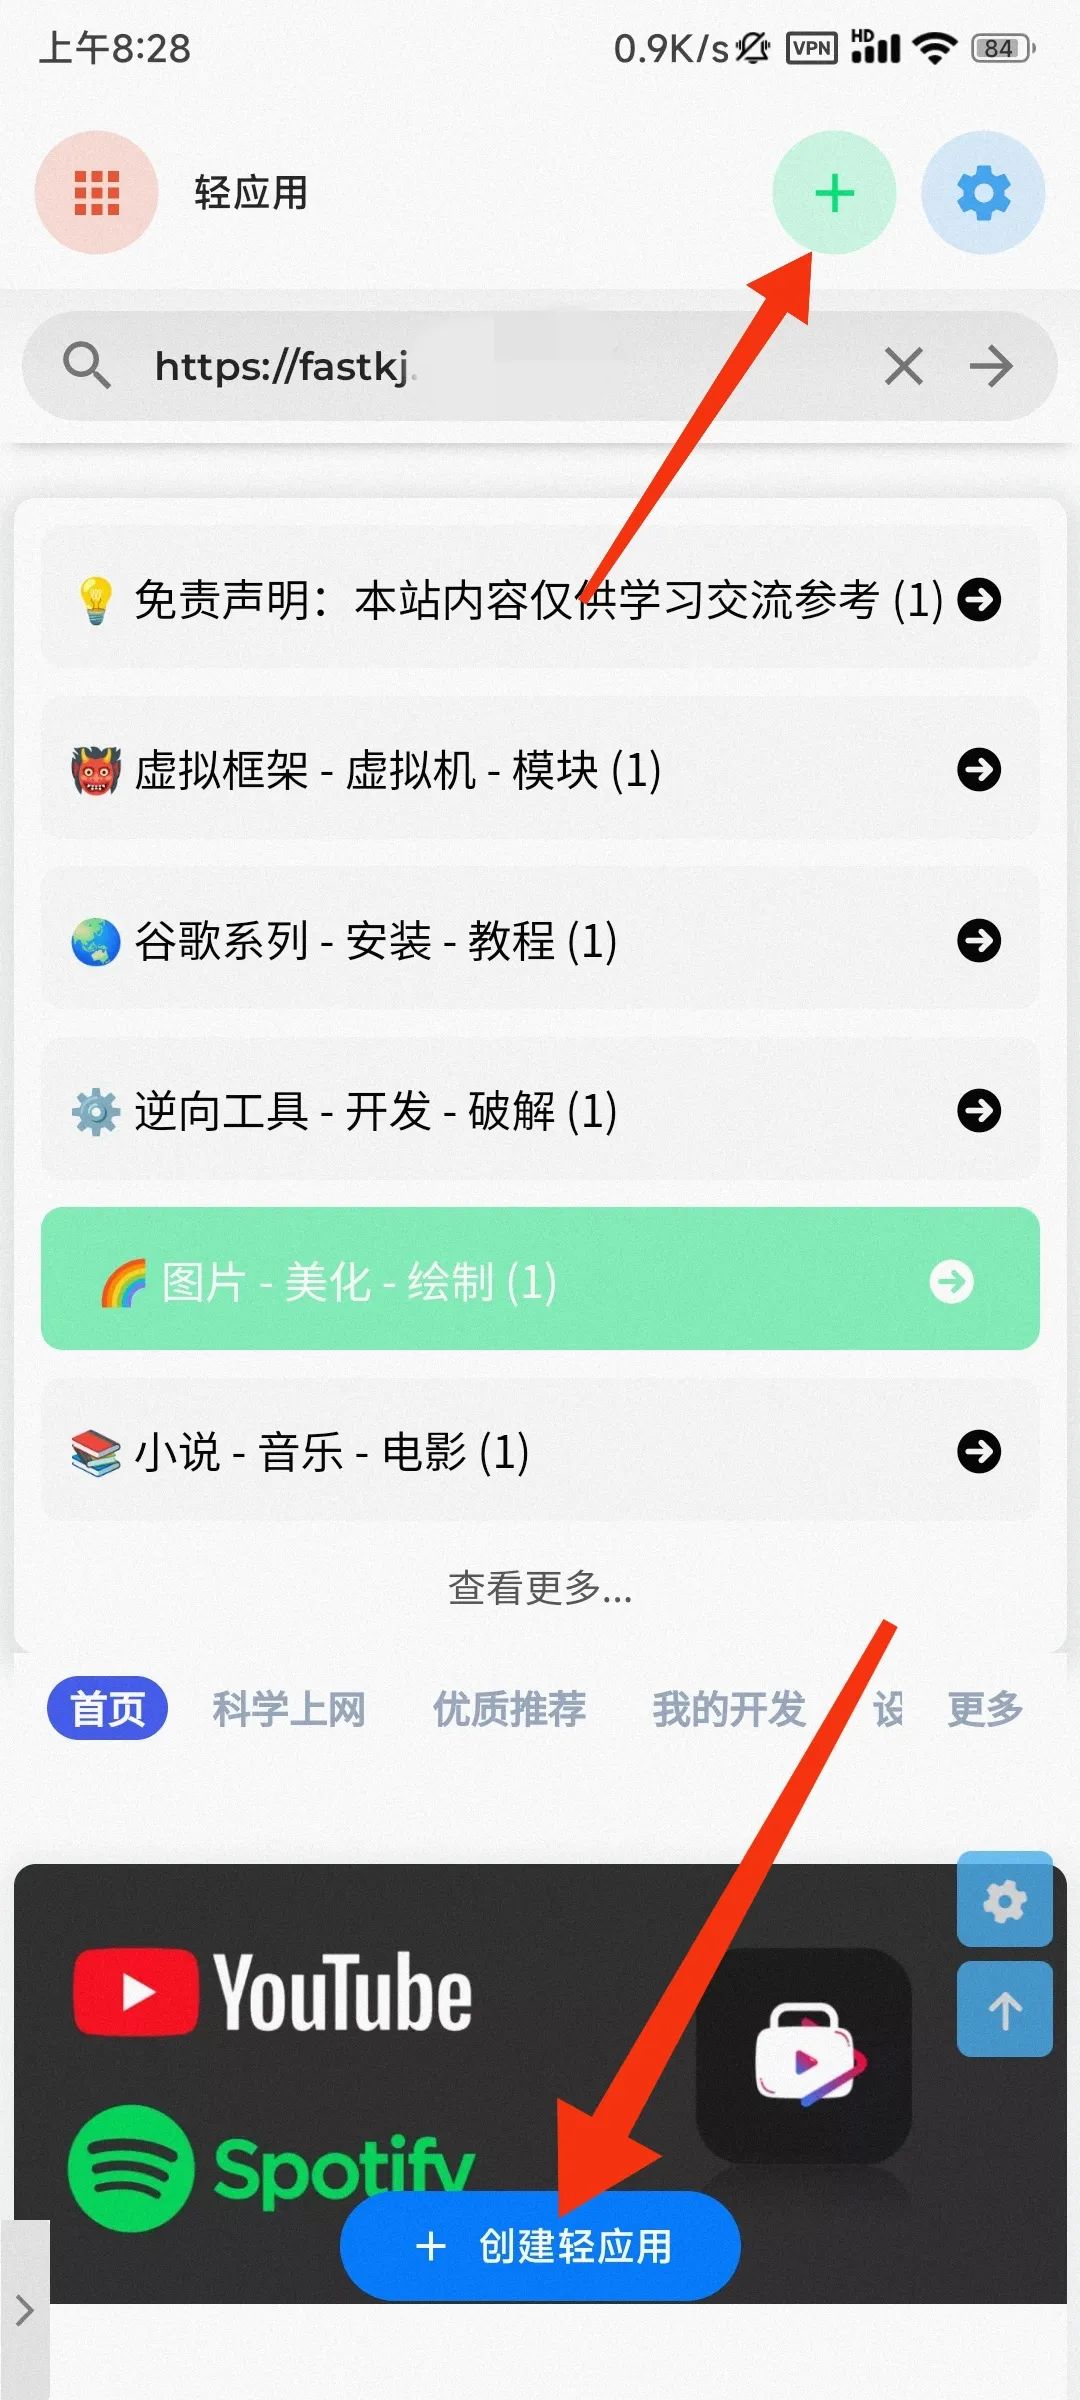 上午8:28
0.9K/s
VPN
HD
84
轻应用
https://fastkj.
💡 免责声明：本站内容仅供学习交流参考 (1)
👹 虚拟框架 - 虚拟机 - 模块 (1)
🌏 谷歌系列 - 安装 - 教程 (1)
⚙️ 逆向工具 - 开发 - 破解 (1)
🌈 图片 - 美化 - 绘制 (1)
📚 小说 - 音乐 - 电影 (1)
查看更多...
首页 科学上网 优质推荐 我的开发 设 更多
YouTube
Spotify
+ 创建轻应用